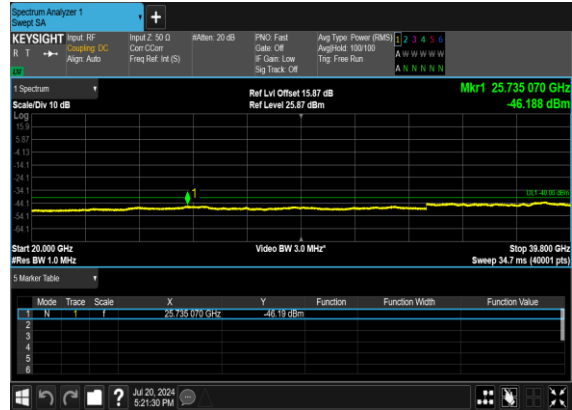 Spectrum Analyzer 1
Swept SA
+
KEYSIGHT Input: RF Input Z: 50 Ω #Atten: 20 dB PNO: Fast Avg Type: Power (RMS) 1 2 3 4 5 6
R T Coupling: DC Corr CCorr Gate: Off Avg|Hold: 100/100 A W W W W W
Align: Auto Freq Ref: Int (S) IF Gain: Low Trig: Free Run
Sig Track: Off A N N N N N
1 Spectrum Ref Lvl Offset 15.87 dB Mkr1 25.735 070 GHz
Scale/Div 10 dB Ref Level 25.87 dBm -46.188 dBm
Log
15.9
5.87
-4.13
-14.1
-24.1
-34.1 1 DL1 -40.00 dBm
-44.1
-54.1
-64.1
Start 20.000 GHz Video BW 3.0 MHz* Stop 39.800 GHz
#Res BW 1.0 MHz Sweep 34.7 ms (40001 pts)
5 Marker Table
Mode Trace Scale X Y Function Function Width Function Value
1 N 1 f 25.735 070 GHz -46.19 dBm
2
3
4
5
6
? Jul 20, 2024
5:21:30 PM